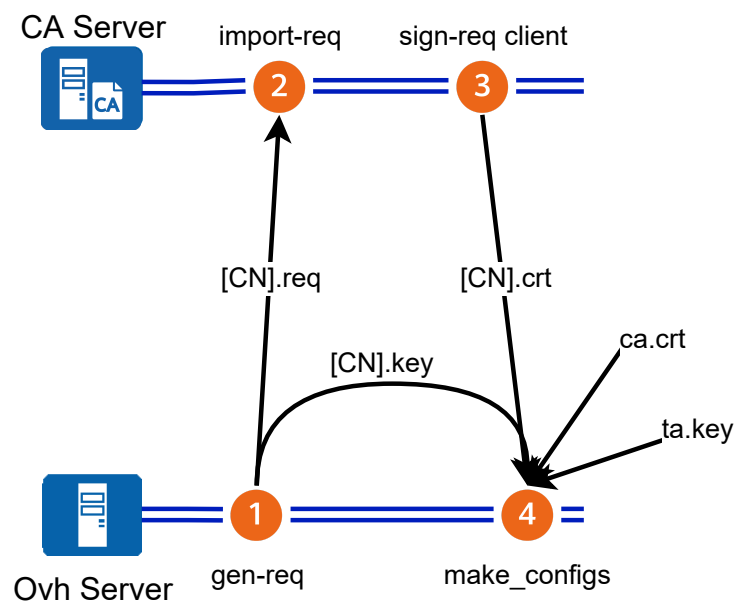 CA Server
import-req
sign-req client
CA
2
3
[CN].req
[CN].crt
ca.crt
[CN].key
ta.key
1
4
gen-req
make_configs
Ovh Server